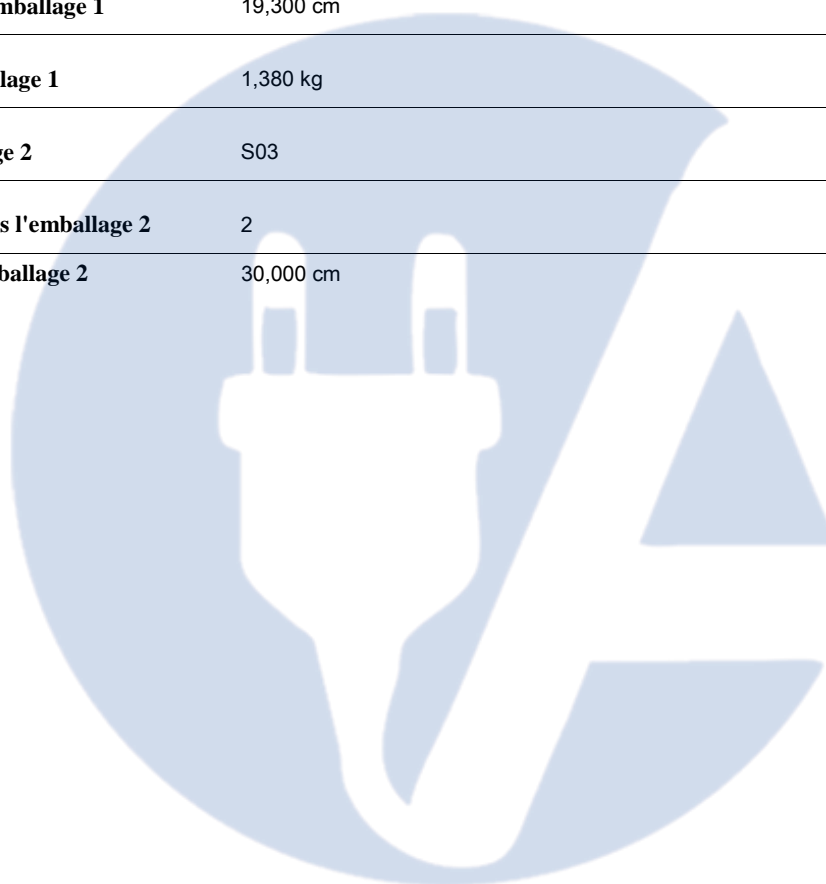 mballage 1 19,300 cm
lage 1 1,380 kg
ge 2 S03
s l'emballage 2 2
ballage 2 30,000 cm